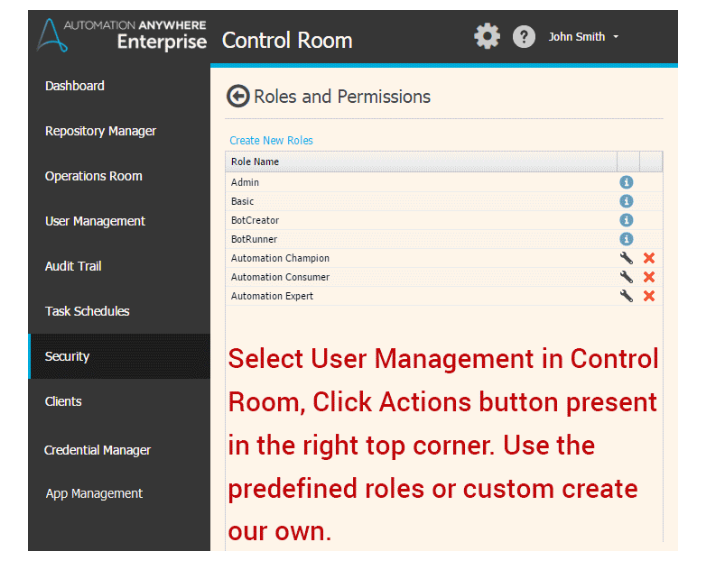 AUTOMATION ANYWHERE
Enterprise
Control Room
John Smith
Dashboard
Repository Manager
Operations Room
User Management
Audit Trail
Task Schedules
Security
Clients
Credential Manager
App Management
Roles and Permissions
Create New Roles
Role Name
Admin
Basic
BotCreator
BotRunner
Automation Champion
Automation Consumer
Automation Expert
Select User Management in Control
Room, Click Actions button present
in the right top corner. Use the
predefined roles or custom create
our own.